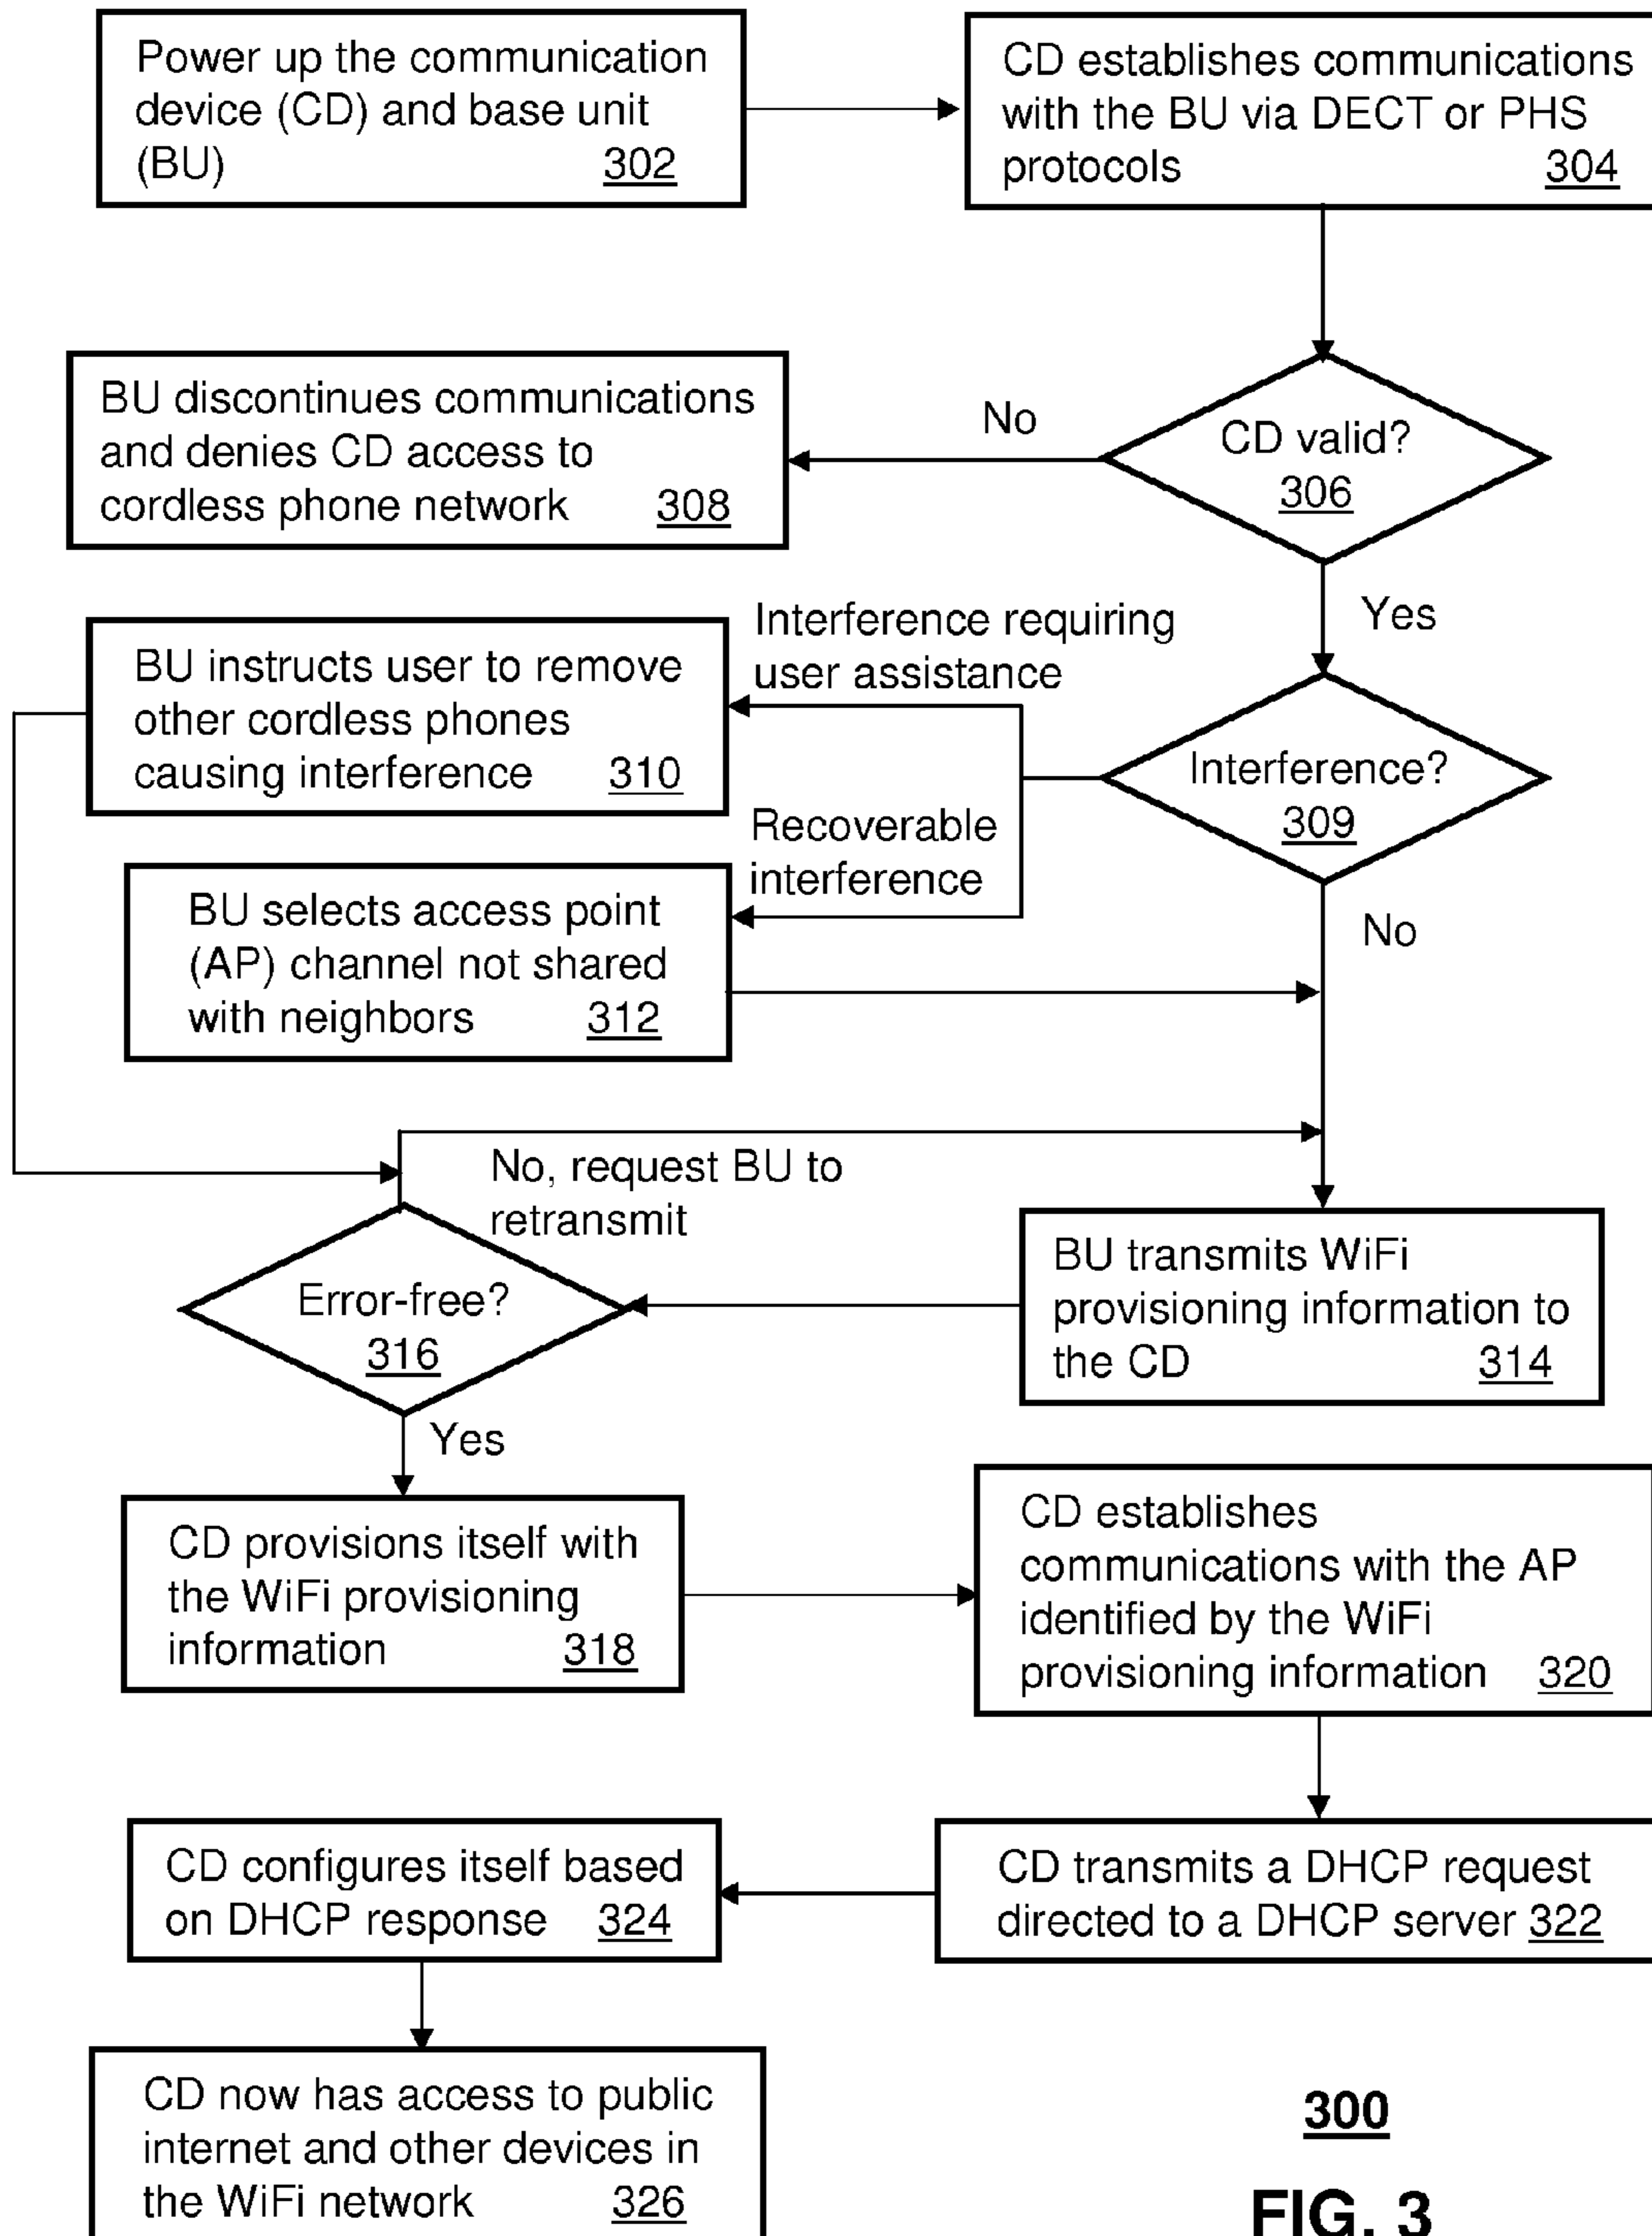 Power up the communication
device (CD) and base unit
(BU) 302
CD establishes communications
with the BU via DECT or PHS
protocols 304
CD valid?
306
No
BU discontinues communications
and denies CD access to
cordless phone network 308
Yes
Interference?
309
Interference requiring
user assistance
BU instructs user to remove
other cordless phones
causing interference 310
Recoverable
interference
BU selects access point
(AP) channel not shared
with neighbors 312
No
No, request BU to
retransmit
BU transmits WiFi
provisioning information to
the CD 314
Error-free?
316
Yes
CD provisions itself with
the WiFi provisioning
information 318
CD establishes
communications with the AP
identified by the WiFi
provisioning information 320
CD transmits a DHCP request
directed to a DHCP server 322
CD configures itself based
on DHCP response 324
CD now has access to public
internet and other devices in
the WiFi network 326
300
FIG. 3